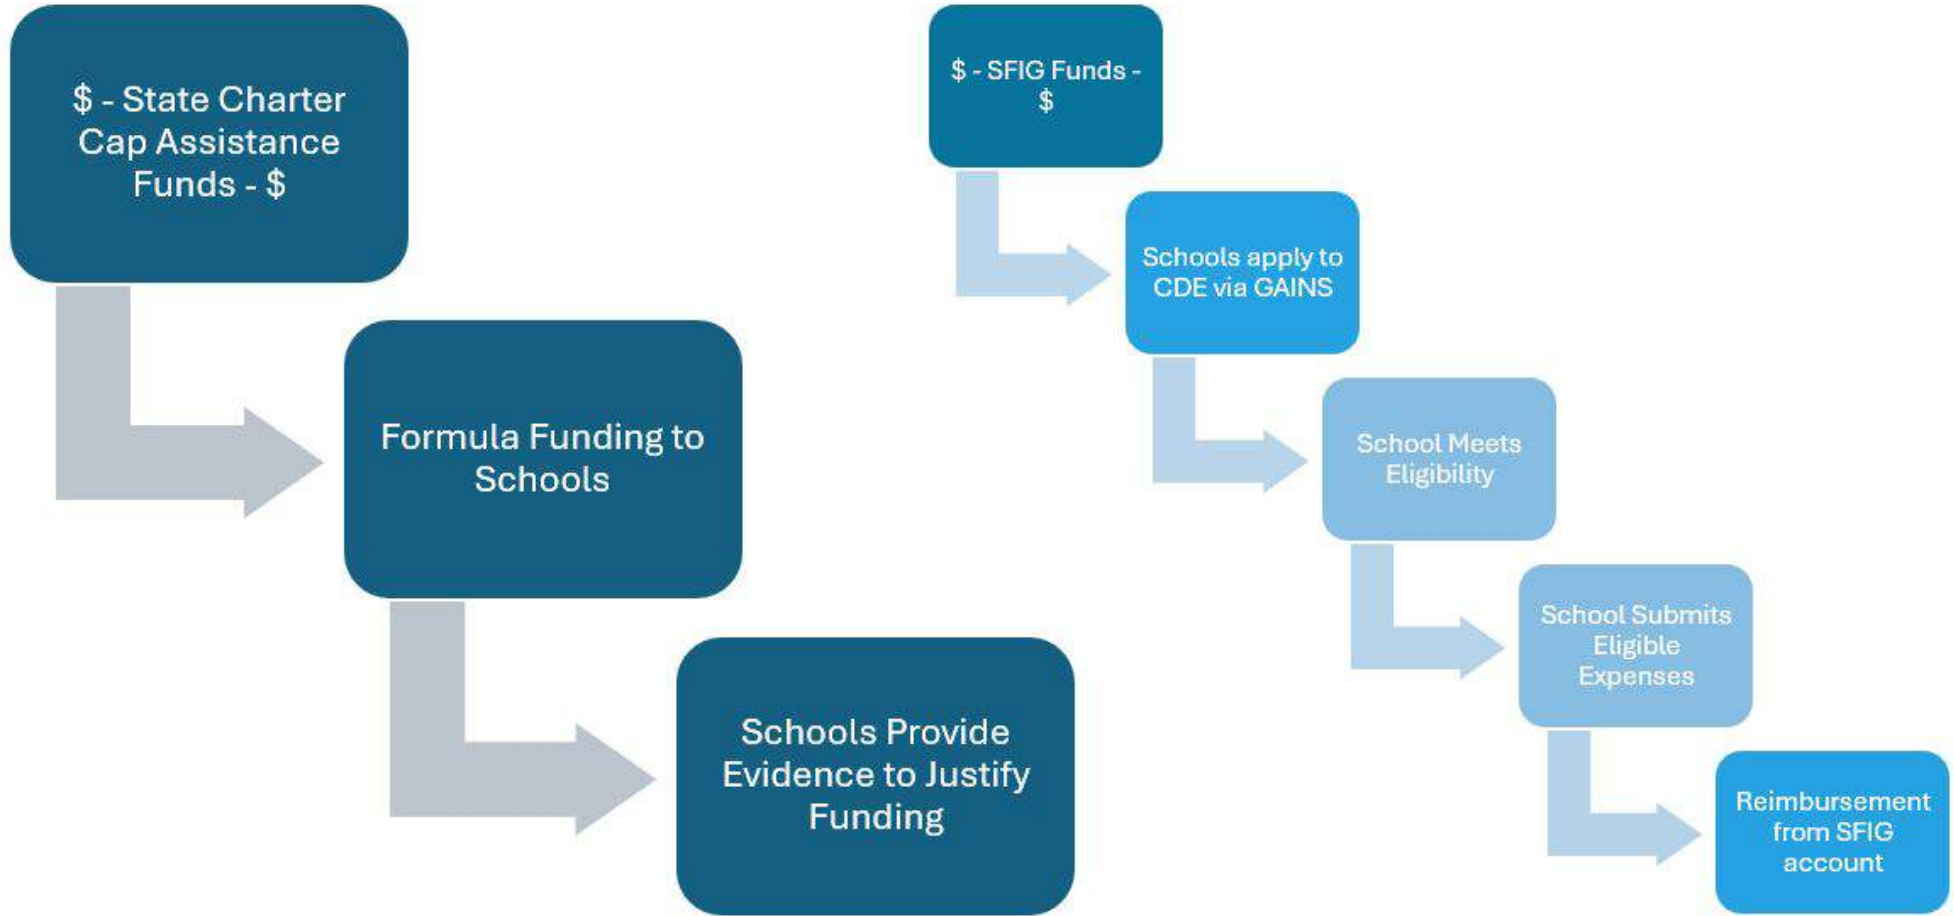 $ - State Charter
Cap Assistance
Funds - $
Formula Funding to
Schools
Schools Provide
Evidence to Justify
Funding
$ - SFIG Funds -
$
Schools apply to
CDE via GAINS
School Meets
Eligibility
School Submits
Eligible
Expenses
Reimbursement
from SFIG
account